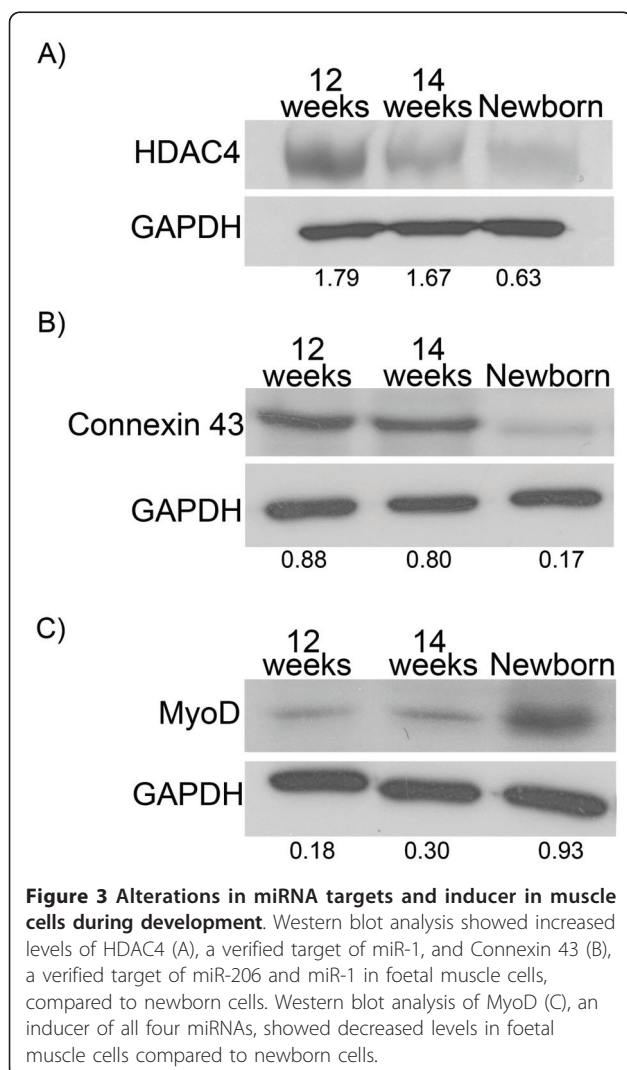 A)
12 weeks 14 weeks Newborn
HDAC4
GAPDH
1.79 1.67 0.63
B)
12 weeks 14 weeks Newborn
Connexin 43
GAPDH
0.88 0.80 0.17
C)
12 weeks 14 weeks Newborn
MyoD
GAPDH
0.18 0.30 0.93
Figure 3 Alterations in miRNA targets and inducer in muscle
cells during development. Western blot analysis showed increased
levels of HDAC4 (A), a verified target of miR-1, and Connexin 43 (B),
a verified target of miR-206 and miR-1 in foetal muscle cells,
compared to newborn cells. Western blot analysis of MyoD (C), an
inducer of all four miRNAs, showed decreased levels in foetal
muscle cells compared to newborn cells.